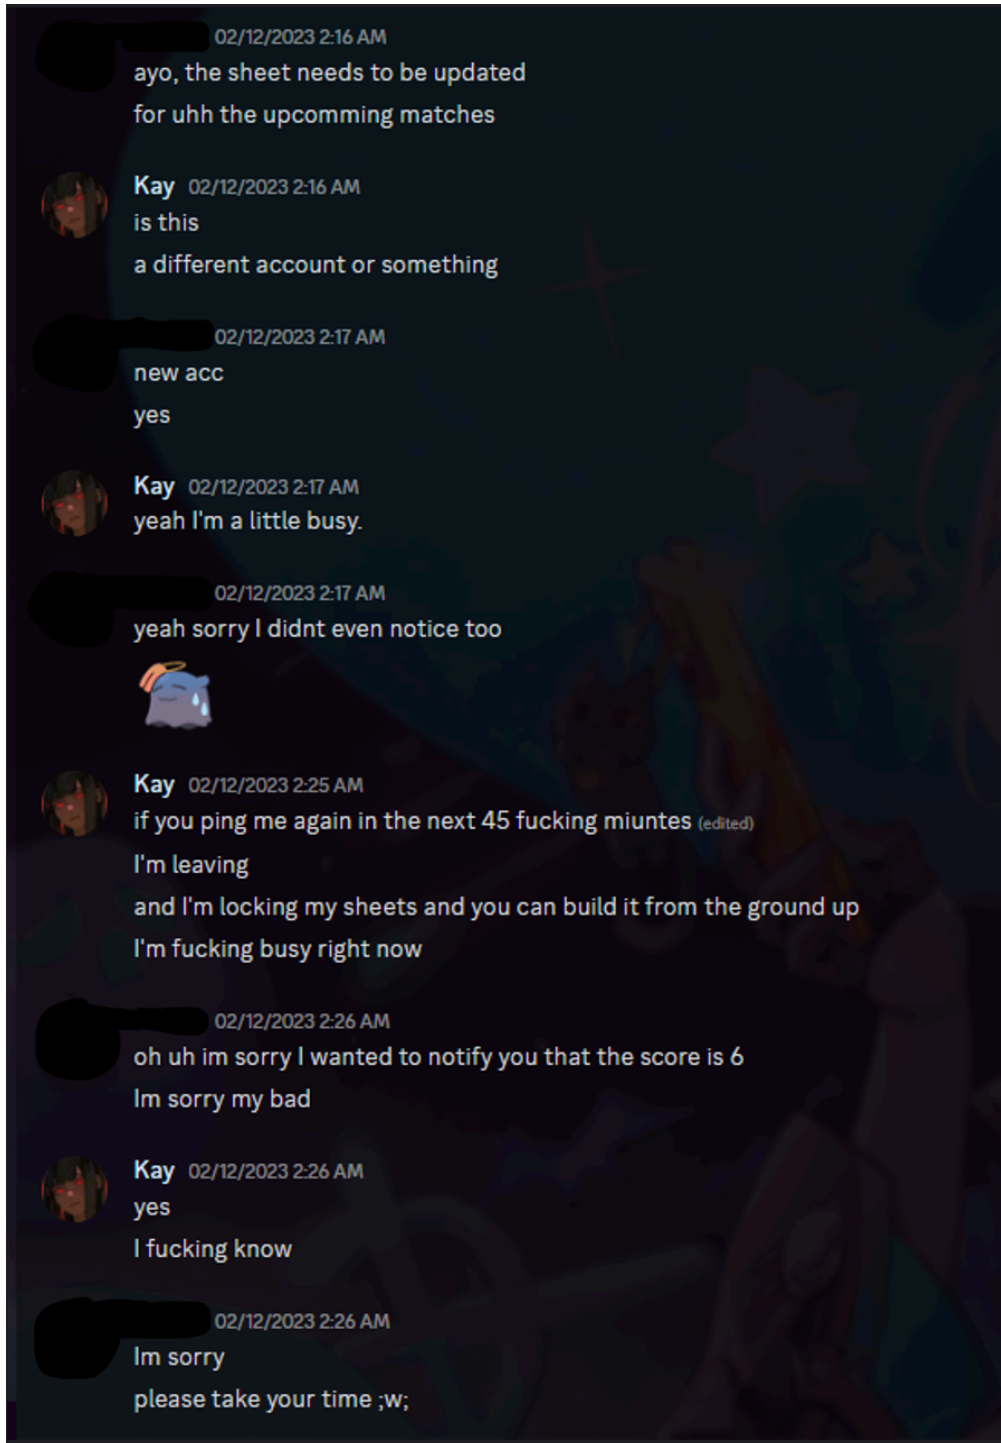 02/12/2023 2:16 AM
ayo, the sheet needs to be updated
for uhh the upcomming matches
Kay 02/12/2023 2:16 AM
is this
a different account or something
02/12/2023 2:17 AM
new acc
yes
Kay 02/12/2023 2:17 AM
yeah I'm a little busy.
02/12/2023 2:17 AM
yeah sorry I didnt even notice too
Kay 02/12/2023 2:25 AM
if you ping me again in the next 45 fucking miuntes (edited)
I'm leaving
and I'm locking my sheets and you can build it from the ground up
I'm fucking busy right now
02/12/2023 2:26 AM
oh uh im sorry I wanted to notify you that the score is 6
Im sorry my bad
Kay 02/12/2023 2:26 AM
yes
I fucking know
02/12/2023 2:26 AM
Im sorry
please take your time ;w;